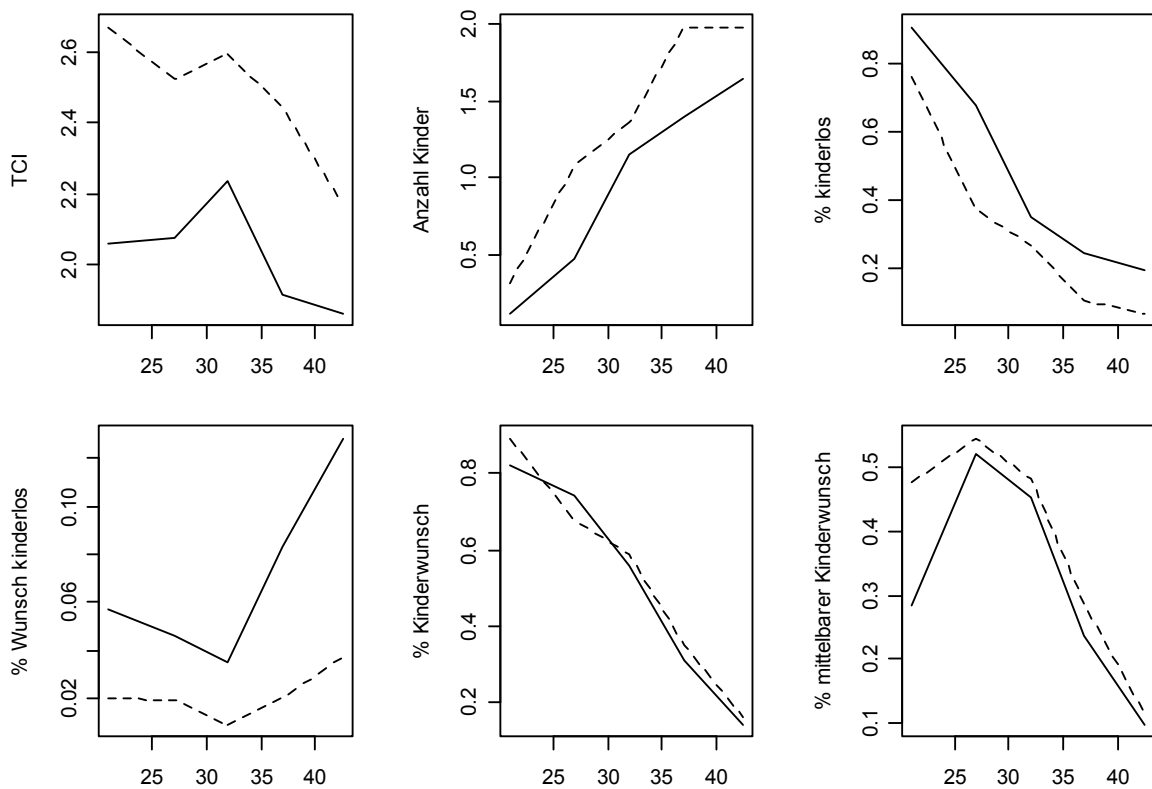 TCI
2.0 2.2 2.4 2.6
25 30 35 40
Anzahl Kinder
0.5 1.0 1.5 2.0
25 30 35 40
% kinderlos
0.2 0.4 0.6 0.8
25 30 35 40
% Wunsch kinderlos
0.02 0.06 0.10
25 30 35 40
% Kinderwunsch
0.2 0.4 0.6 0.8
25 30 35 40
% mittelbarer Kinderwunsch
0.1 0.2 0.3 0.4 0.5
25 30 35 40